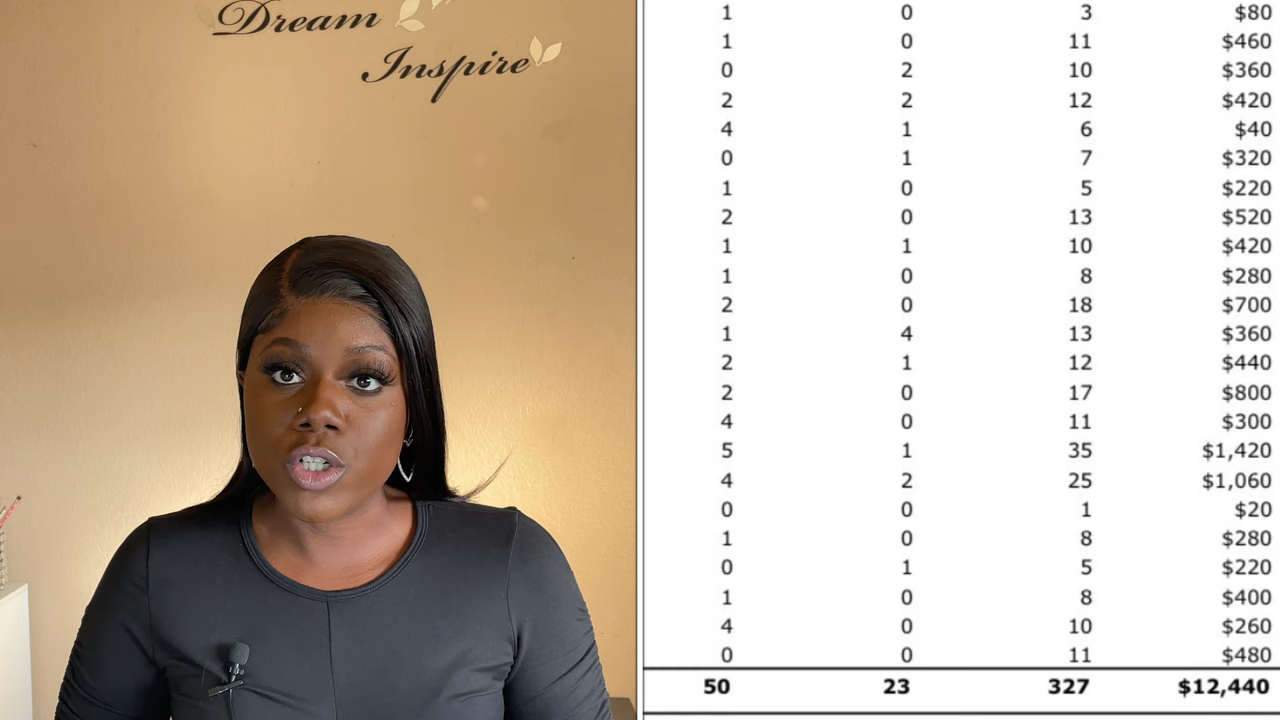 Dream
Inspire
1 0 3 $80
1 0 11 $460
0 2 10 $360
2 2 12 $420
4 1 6 $40
0 1 7 $320
1 0 5 $220
2 0 13 $520
1 1 10 $420
1 0 8 $280
2 0 18 $700
1 4 13 $360
2 1 12 $440
2 0 17 $800
4 0 11 $300
5 1 35 $1,420
4 2 25 $1,060
0 0 1 $20
1 0 8 $280
0 1 5 $220
1 0 8 $400
4 0 10 $260
0 0 11 $480
50 23 327 $12,440